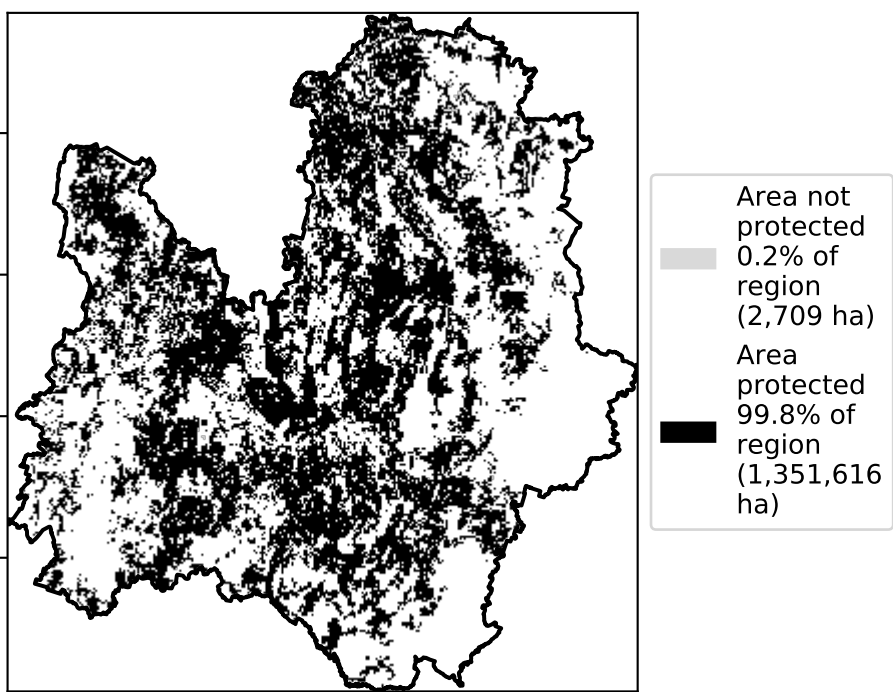 Area not
protected
0.2% of
region
(2,709 ha)
Area
protected
99.8% of
region
(1,351,616
ha)